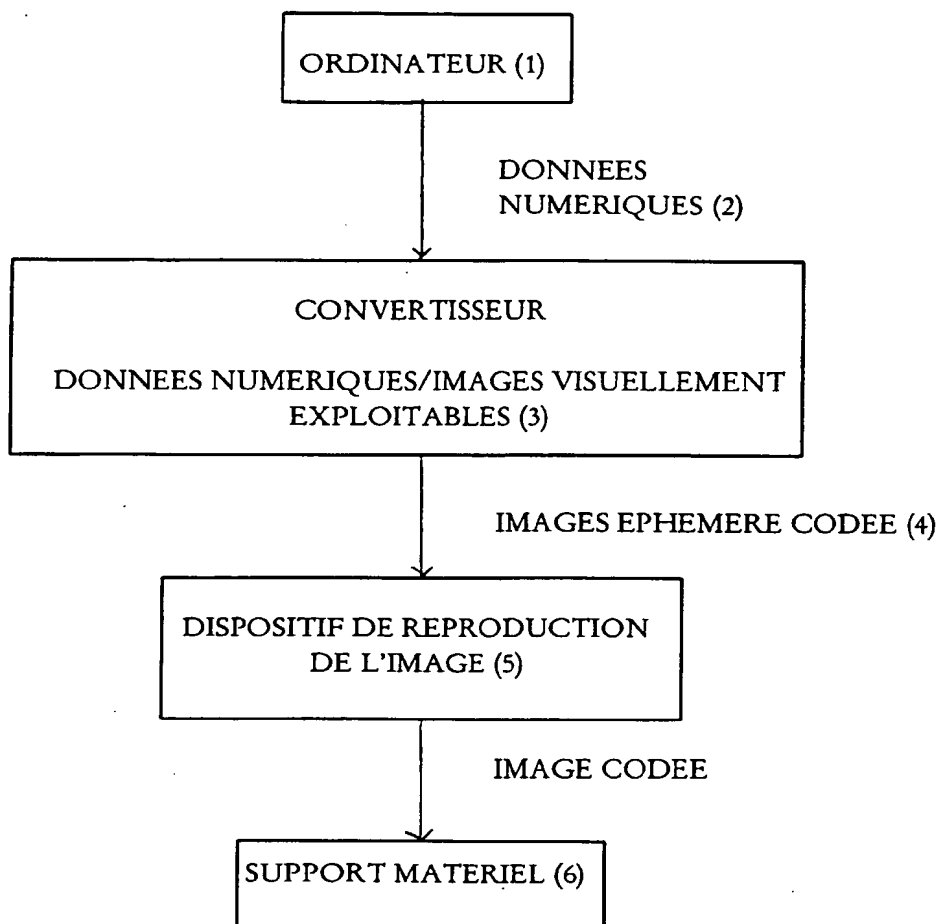 ORDINATEUR (1)
DONNEES
NUMERIQUES (2)
CONVERTISSEUR
DONNEES NUMERIQUES/IMAGES VISUELLEMENT
EXPLOITABLES (3)
IMAGES EPHEMERE CODEE (4)
DISPOSITIF DE REPRODUCTION
DE L'IMAGE (5)
IMAGE CODEE
SUPPORT MATERIEL (6)